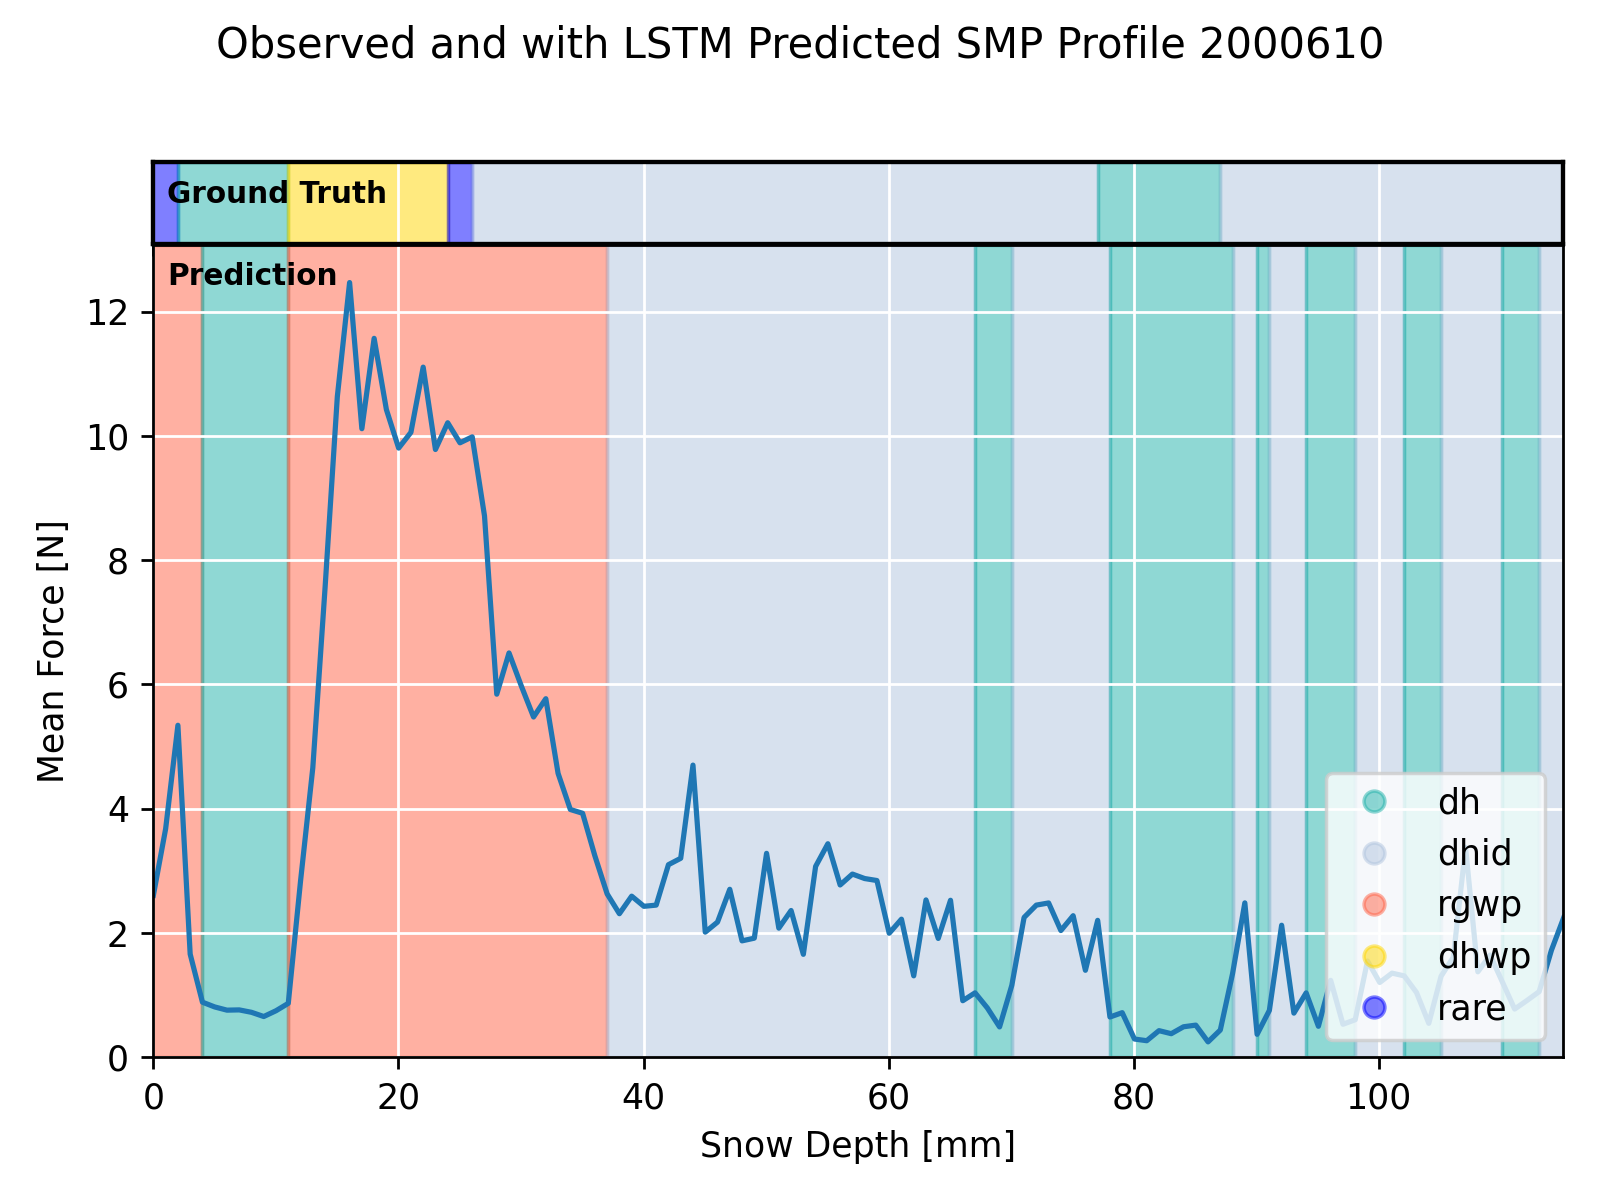 Observed and with LSTM Predicted SMP Profile 2000610
Ground Truth
Prediction
12
10
8
6
4
2
0
Mean Force [N]
dh
dhid
rgwp
dhwp
rare
0 20 40 60 80 100
Snow Depth [mm]